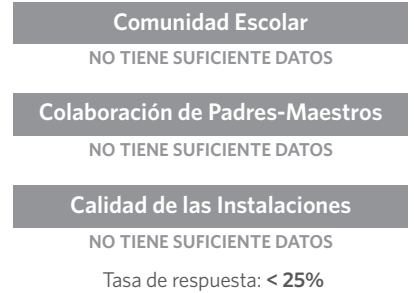 Comunidad Escolar
NO TIENE SUFICIENTE DATOS
Colaboración de Padres-Maestros
NO TIENE SUFICIENTE DATOS
Calidad de las Instalaciones
NO TIENE SUFICIENTE DATOS
Tasa de respuesta: < 25%